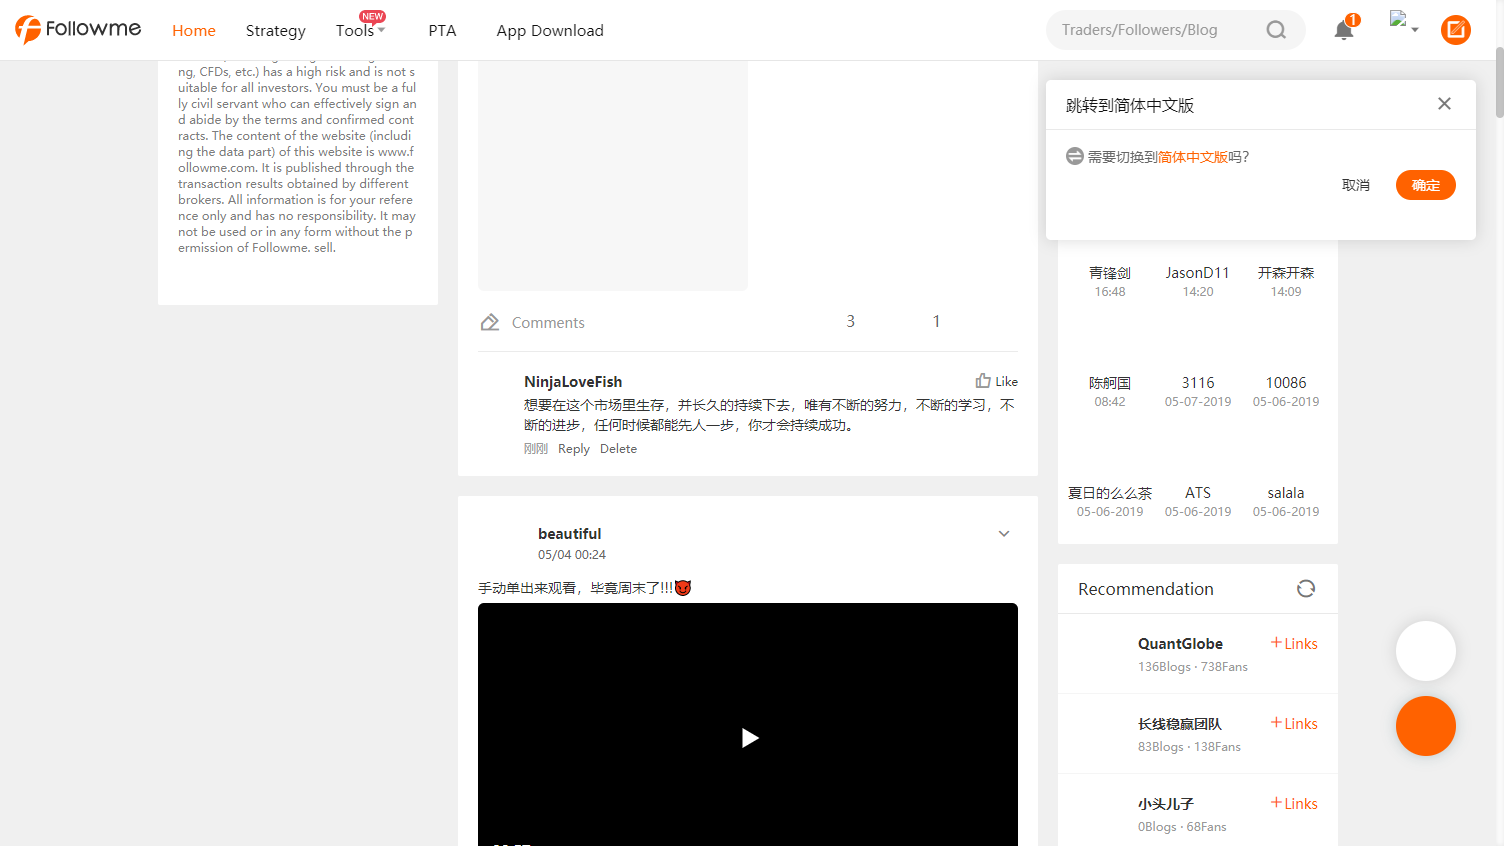 Followme
Home
Strategy
Tools
NEW
PTA
App Download
Traders/Followers/Blog
1
ng, CFDs, etc.) has a high risk and is not s
uitable for all investors. You must be a ful
ly civil servant who can effectively sign an
d abide by the terms and confirmed cont
racts. The content of the website (includi
ng the data part) of this website is www.f
ollowme.com. It is published through the
transaction results obtained by different
brokers. All information is for your refere
nce only and has no responsibility. It may
not be used or in any form without the p
ermission of Followme. sell.
Comments
3
1
NinjaLoveFish
Like
想要在这个市场里生存，并长久的持续下去，唯有不断的努力，不断的学习，不
断的进步，任何时候都能先人一步，你才会持续成功。
刚刚 Reply Delete
beautiful
05/04 00:24
手动单出来观看，毕竟周末了!!!😈
跳转到简体中文版
需要切换到简体中文版吗?
取消
确定
青锋剑 JasonD11 开森开森
16:48 14:20 14:09
陈舸国 3116 10086
08:42 05-07-2019 05-06-2019
夏日的么么茶 ATS salala
05-06-2019 05-06-2019 05-06-2019
Recommendation
QuantGlobe +Links
136Blogs · 738Fans
长线稳赢团队 +Links
83Blogs · 138Fans
小头儿子 +Links
0Blogs · 68Fans